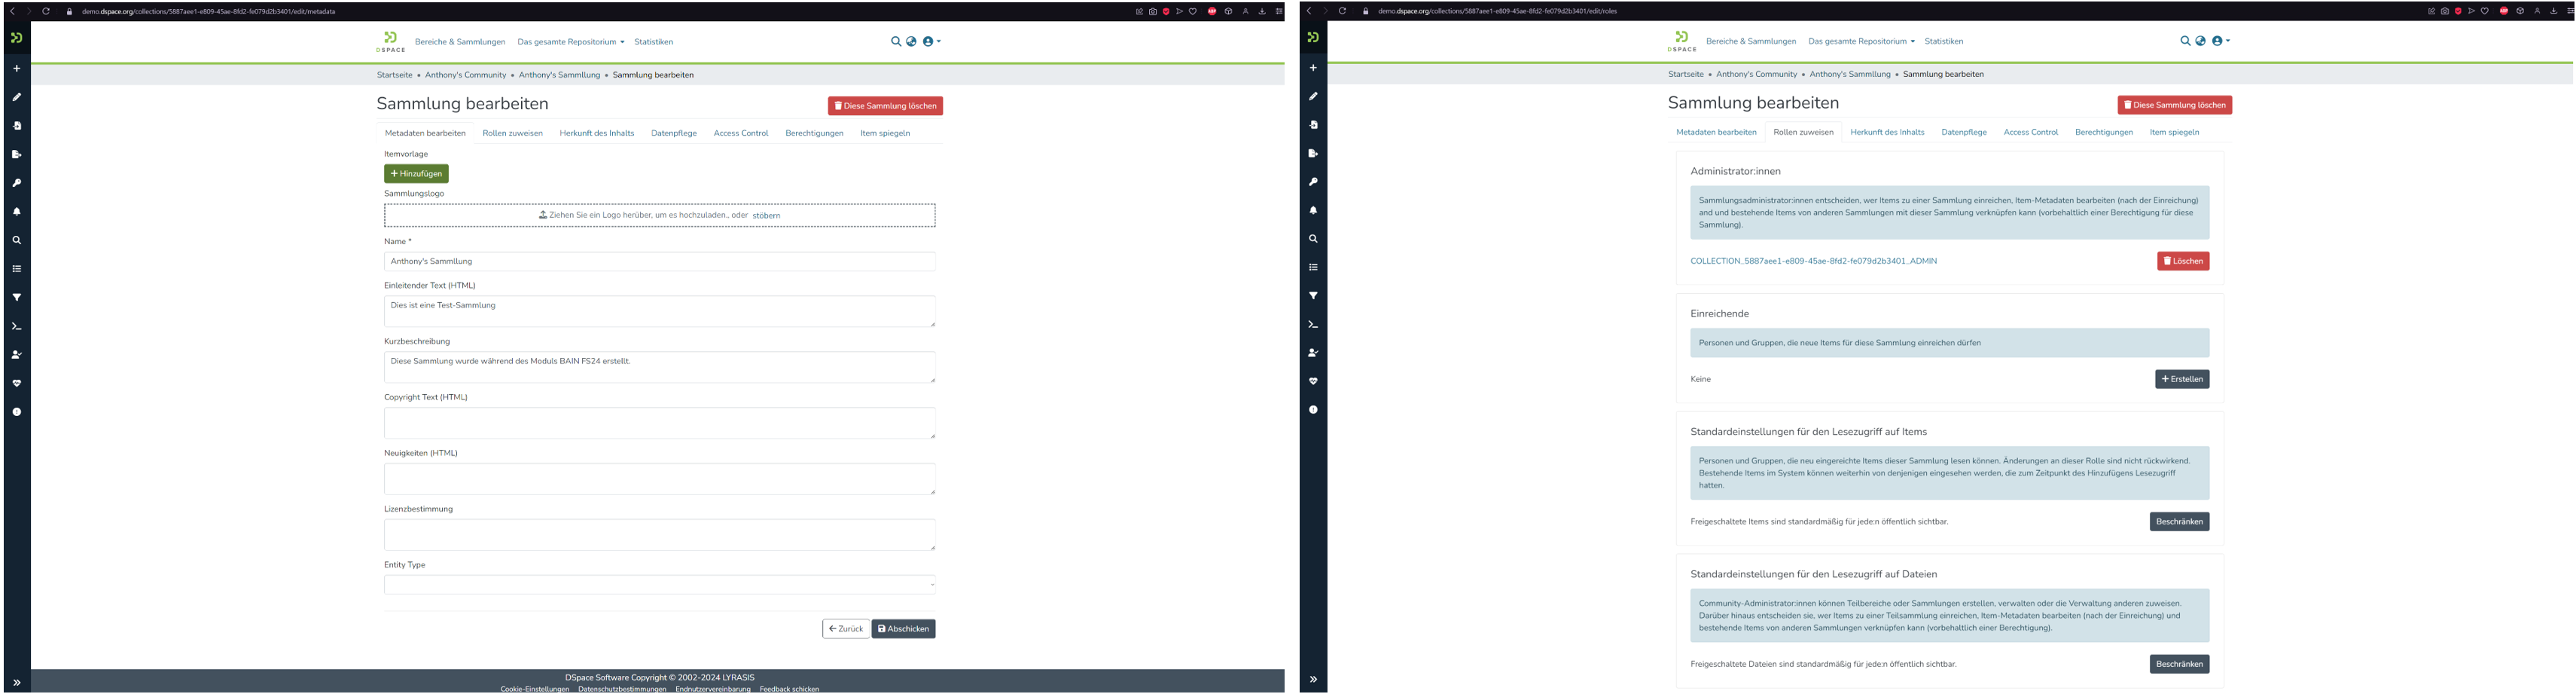 demo.dspace.org/collections/5887aee1-e809-45ae-8fd2-fe079d2b3401/edit/metadata
DSPACE
Bereiche & Sammlungen Das gesamte Repositorium Statistiken
Startseite • Anthony's Community • Anthony's Sammllung • Sammlung bearbeiten
Sammlung bearbeiten
Diese Sammlung löschen
Metadaten bearbeiten Rollen zuweisen Herkunft des Inhalts Datenpflege Access Control Berechtigungen Item spiegeln
Itemvorlage
+ Hinzufügen
Sammlungslogo
Ziehen Sie ein Logo herüber, um es hochzuladen., oder stöbern
Name *
Anthony's Sammllung
Einleitender Text (HTML)
Dies ist eine Test-Sammlung
Kurzbeschreibung
Diese Sammlung wurde während des Moduls BAIN FS24 erstellt.
Copyright Text (HTML)
Neuigkeiten (HTML)
Lizenzbestimmung
Entity Type
Zurück Abschicken
DSpace Software Copyright © 2002-2024 LYRASIS
Cookie-Einstellungen Datenschutzbestimmungen Endnutzervereinbarung Feedback schicken
demo.dspace.org/collections/5887aee1-e809-45ae-8fd2-fe079d2b3401/edit/roles
DSPACE
Bereiche & Sammlungen Das gesamte Repositorium Statistiken
Startseite • Anthony's Community • Anthony's Sammllung • Sammlung bearbeiten
Sammlung bearbeiten
Diese Sammlung löschen
Metadaten bearbeiten Rollen zuweisen Herkunft des Inhalts Datenpflege Access Control Berechtigungen Item spiegeln
Administrator:innen
Sammlungsadministrator:innen entscheiden, wer Items zu einer Sammlung einreichen, Item-Metadaten bearbeiten (nach der Einreichung)
and und bestehende Items von anderen Sammlungen mit dieser Sammlung verknüpfen kann (vorbehaltlich einer Berechtigung für diese
Sammlung).
COLLECTION_5887aee1-e809-45ae-8fd2-fe079d2b3401_ADMIN
Löschen
Einreichende
Personen und Gruppen, die neue Items für diese Sammlung einreichen dürfen
Keine
+ Erstellen
Standardeinstellungen für den Lesezugriff auf Items
Personen und Gruppen, die neu eingereichte Items dieser Sammlung lesen können. Änderungen an dieser Rolle sind nicht rückwirkend.
Bestehende Items im System können weiterhin von denjenigen eingesehen werden, die zum Zeitpunkt des Hinzufügens Lesezugriff
hatten.
Freigeschaltete Items sind standardmäßig für jede:n öffentlich sichtbar.
Beschränken
Standardeinstellungen für den Lesezugriff auf Dateien
Community-Administrator:innen können Teilbereiche oder Sammlungen erstellen, verwalten oder die Verwaltung anderen zuweisen.
Darüber hinaus entscheiden sie, wer Items zu einer Teilsammlung einreichen, Item-Metadaten bearbeiten (nach der Einreichung) und
bestehende Items von anderen Sammlungen verknüpfen kann (vorbehaltlich einer Berechtigung).
Freigeschaltete Dateien sind standardmäßig für jede:n öffentlich sichtbar.
Beschränken